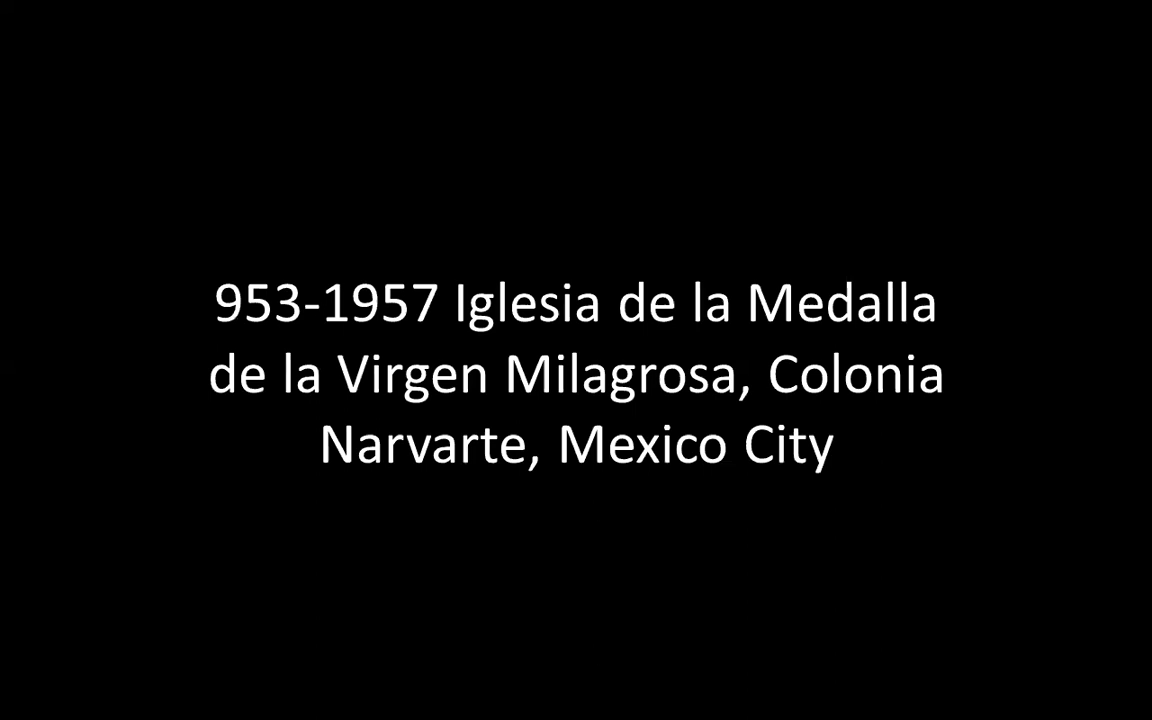 953-1957 Iglesia de la Medalla
de la Virgen Milagrosa, Colonia
Narvarte, Mexico City